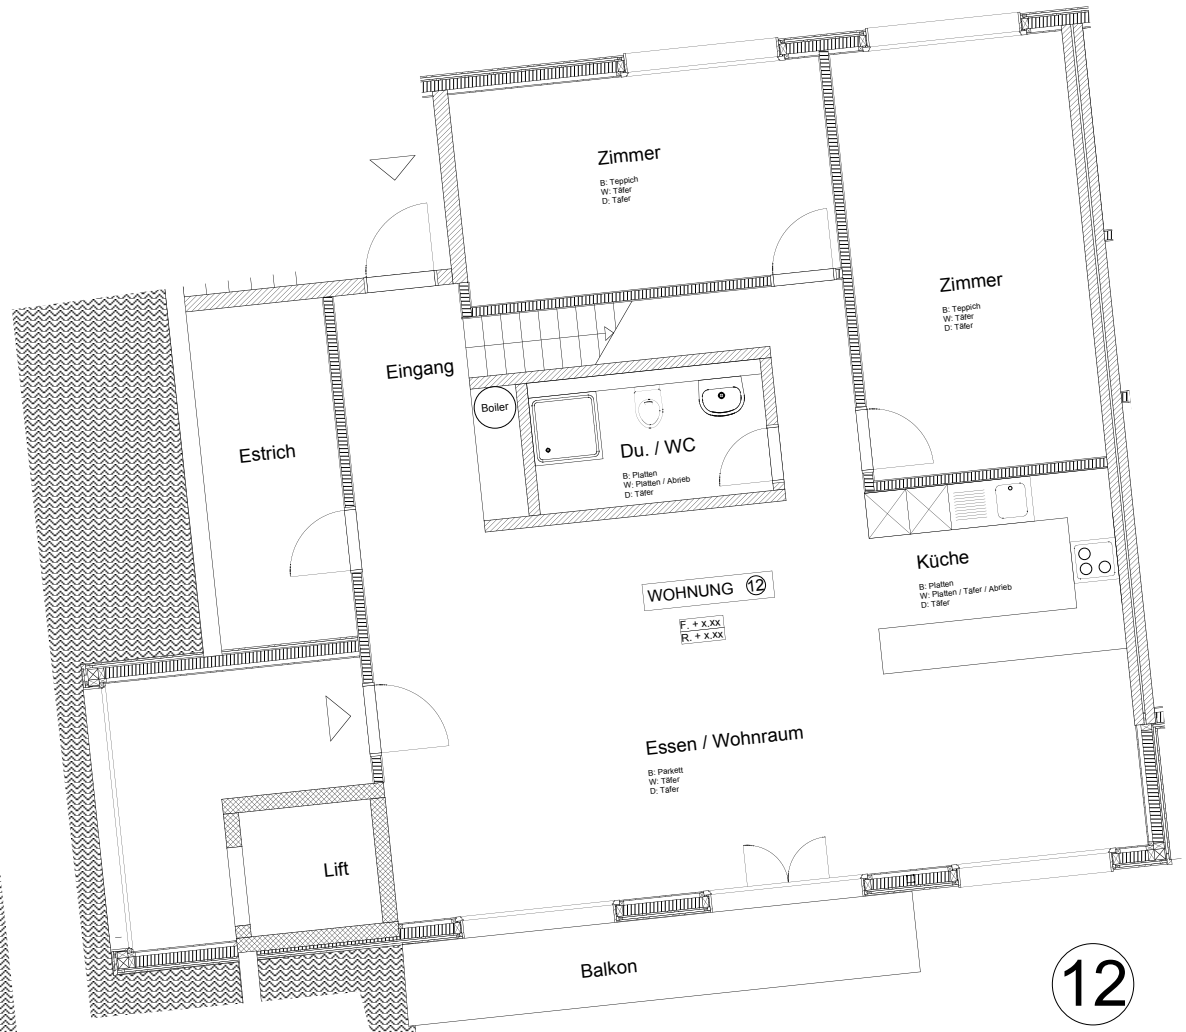 Zimmer
B: Teppich
W: Täfer
D: Täfer
Zimmer
B: Teppich
W: Täfer
D: Täfer
Eingang
Boiler
Estrich
Du. / WC
B: Platten
W: Platten / Abrieb
D: Täfer
Küche
B: Platten
W: Platten / Täfer / Abrieb
D: Täfer
WOHNUNG 12
F. + x.xx
R. + x.xx
Essen / Wohnraum
B: Parkett
W: Täfer
D: Täfer
Lift
Balkon
12